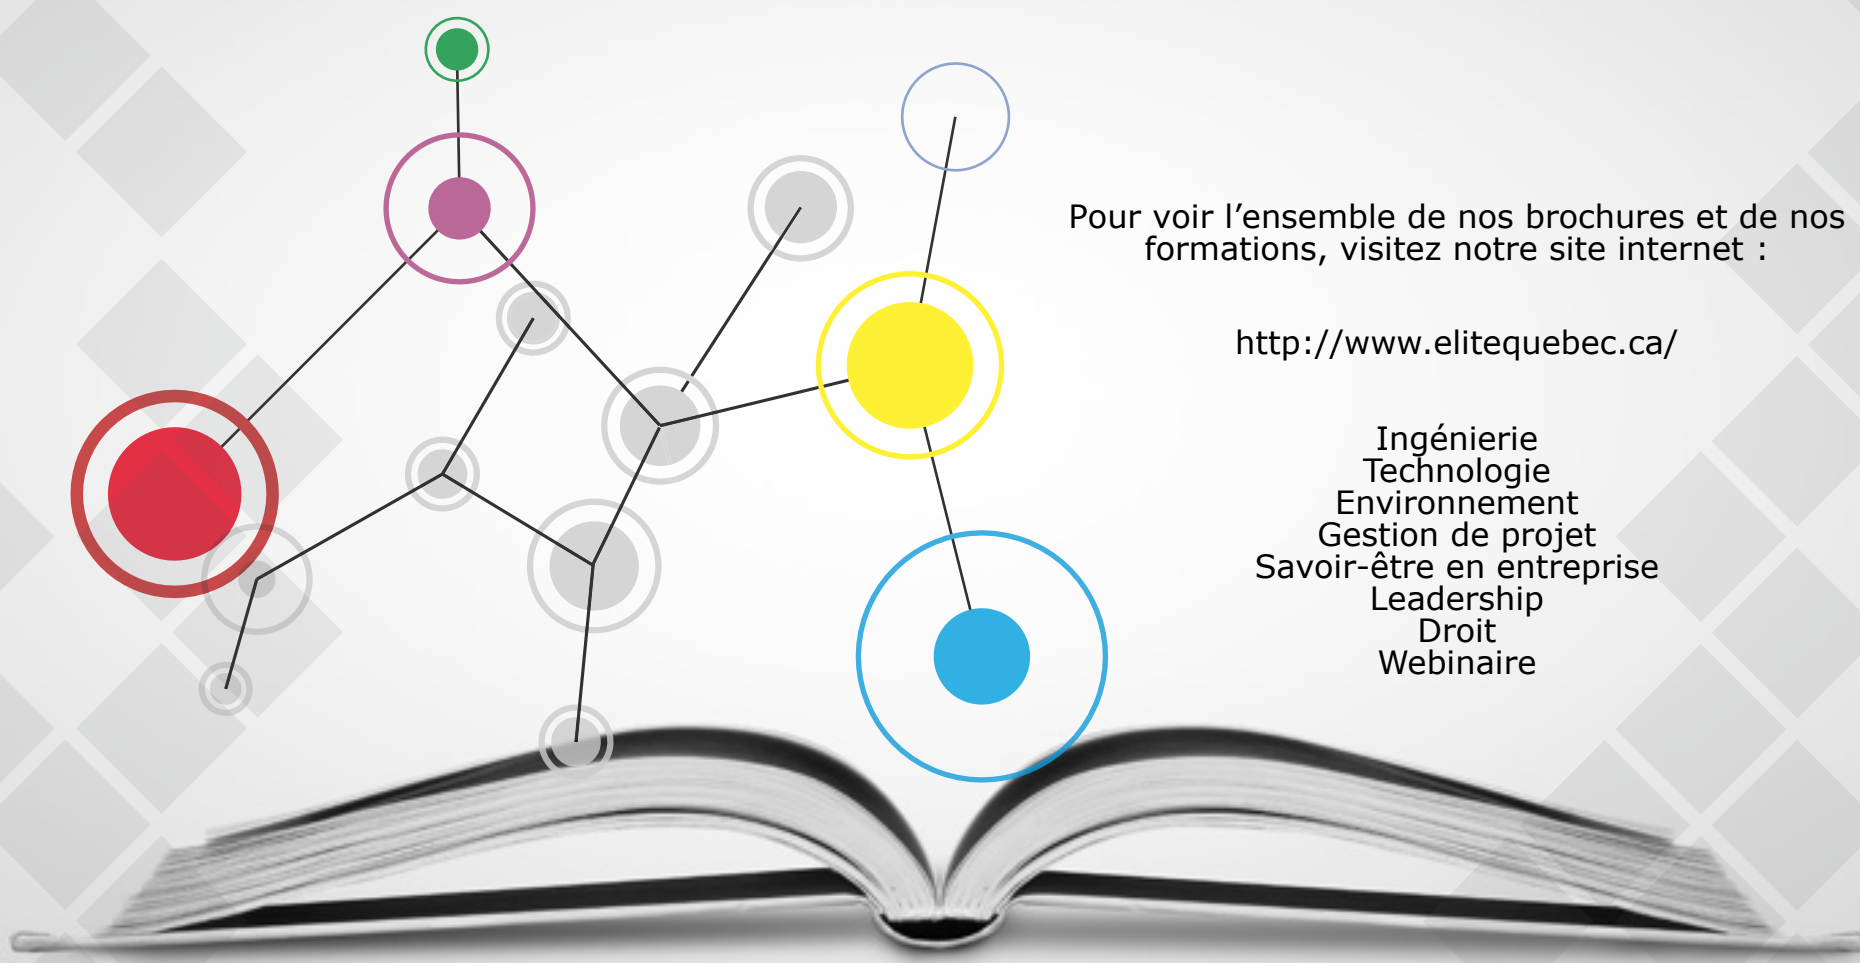 Pour voir l’ensemble de nos brochures et de nos
formations, visitez notre site internet :
http://www.elitequebec.ca/
Ingénierie
Technologie
Environnement
Gestion de projet
Savoir-être en entreprise
Leadership
Droit
Webinaire